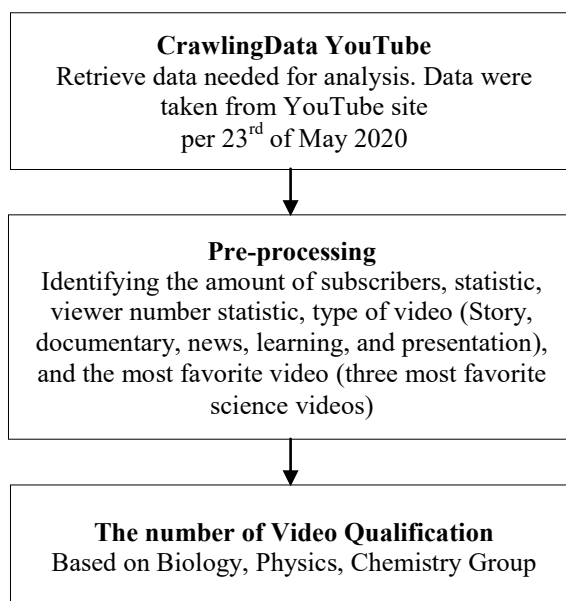 CrawlingData YouTube
Retrieve data needed for analysis. Data were
taken from YouTube site
per 23rd of May 2020
Pre-processing
Identifying the amount of subscribers, statistic,
viewer number statistic, type of video (Story,
documentary, news, learning, and presentation),
and the most favorite video (three most favorite
science videos)
The number of Video Qualification
Based on Biology, Physics, Chemistry Group